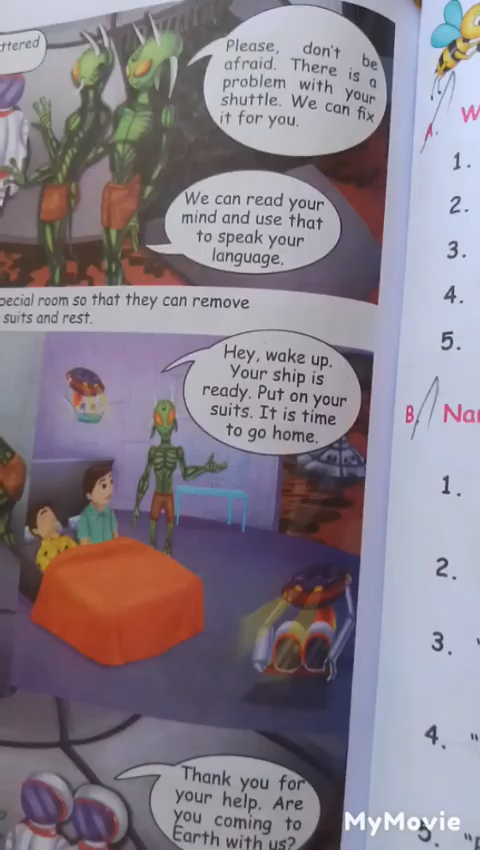 Please, don't be
afraid. There is a
problem with your
shuttle. We can fix
it for you.
We can read your
mind and use that
to speak your
language.
so that they can remove
suits and rest.
room
Hey, wake up.
Your ship is
ready. Put on your
suits. It is time
to go home.
Thank you for
your help. Are
you coming to
Earth with us?
A.
1.
2.
3.
4.
5.
B.
1.
2.
3.
4.
5.
MyMovie